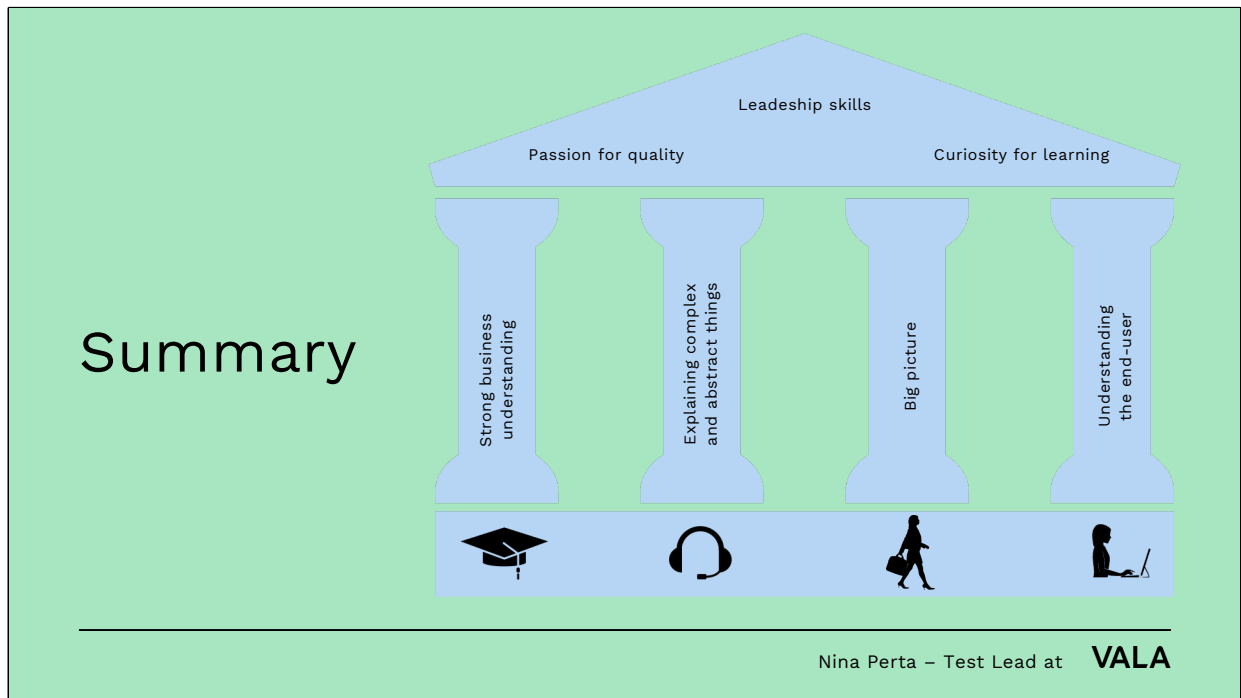 Leadeship skills
Passion for quality
Curiosity for learning
Summary
Strong business
understanding
Explaining complex
and abstract things
Big picture
Understanding
the end-user
Nina Perta – Test Lead at
VALA